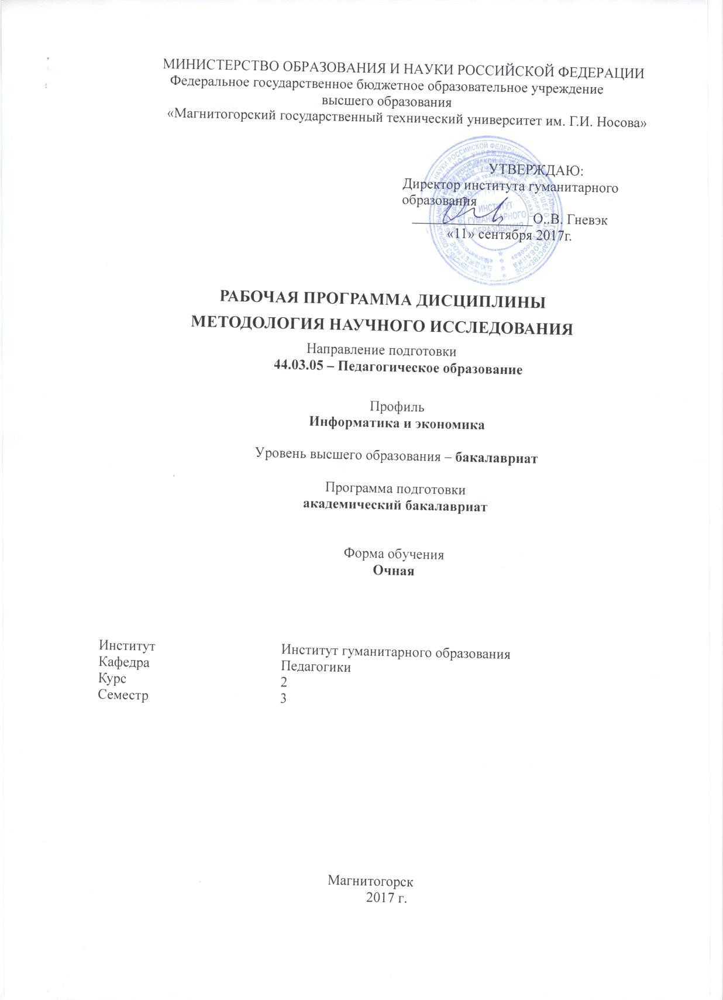 МИНИСТЕРСТВО ОБРАЗОВАНИЯ И НАУКИ РОССИЙСКОЙ ФЕДЕРАЦИИ
Федеральное государственное бюджетное образовательное учреждение
высшего образования
«Магнитогорский государственный технический университет им. Г.И. Носова»
УТВЕРЖДАЮ:
Директор института гуманитарного
образования
О..В. Гневэк
«11» сентября 2017г.
ИНСТИТУТ
ГУМАНИТАРНОГО
ОБРАЗОВАНИЯ
РАБОЧАЯ ПРОГРАММА ДИСЦИПЛИНЫ
МЕТОДОЛОГИЯ НАУЧНОГО ИССЛЕДОВАНИЯ
Направление подготовки
44.03.05 – Педагогическое образование
Профиль
Информатика и экономика
Уровень высшего образования – бакалавриат
Программа подготовки
академический бакалавриат
Форма обучения
Очная
Институт Институт гуманитарного образования
Кафедра Педагогики
Курс 2
Семестр 3
Магнитогорск
2017 г.